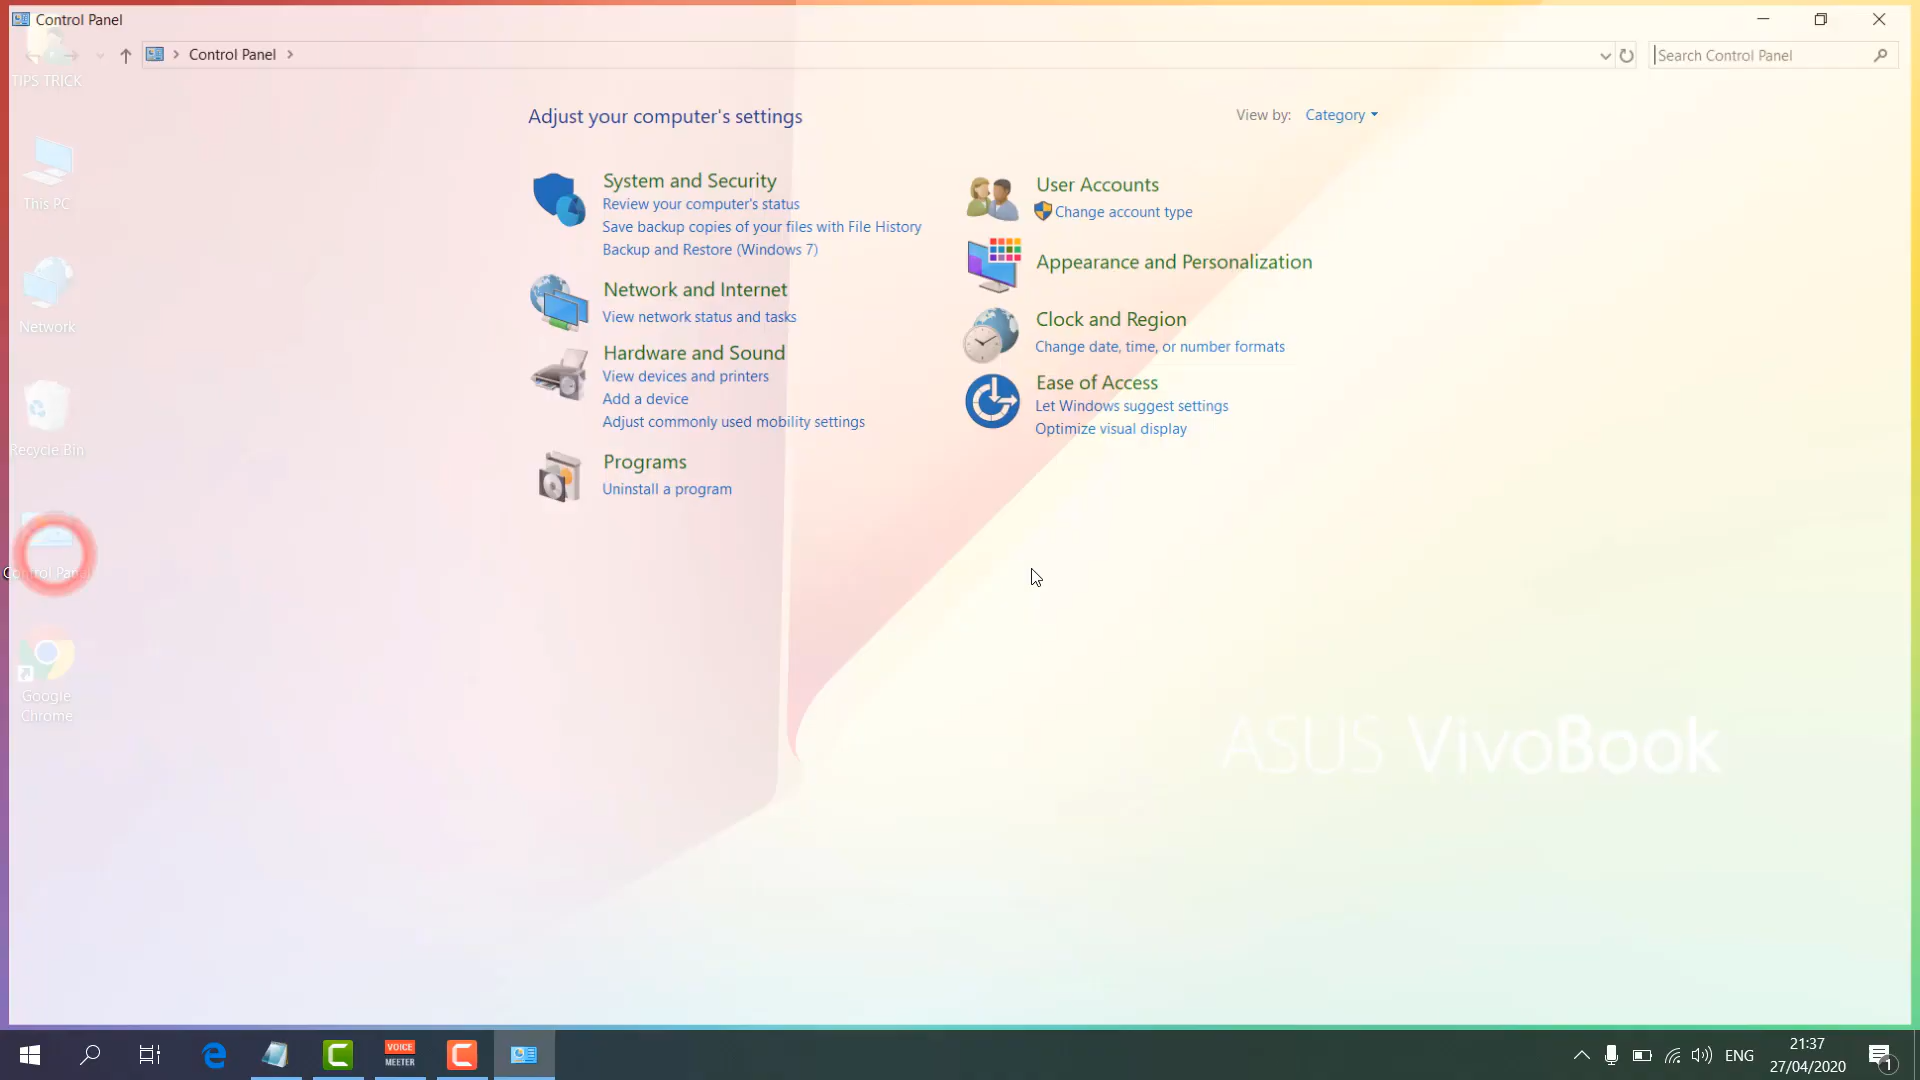 Control Panel
Control Panel
Search Control Panel
TIPS TRICK
Adjust your computer's settings
View by: Category
System and Security
Review your computer's status
Save backup copies of your files with File History
Backup and Restore (Windows 7)
Network and Internet
View network status and tasks
Hardware and Sound
View devices and printers
Add a device
Adjust commonly used mobility settings
Programs
Uninstall a program
User Accounts
Change account type
Appearance and Personalization
Clock and Region
Change date, time, or number formats
Ease of Access
Let Windows suggest settings
Optimize visual display
This PC
Network
Recycle Bin
Control Panel
Google
Chrome
ASUS VivoBook
VOICE
MEETER
ENG
21:37
27/04/2020
1